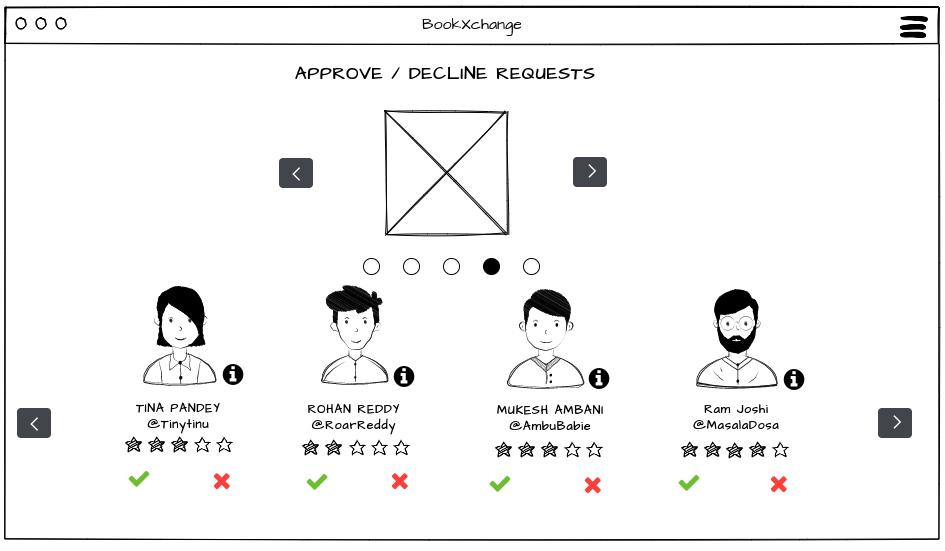 BookXchange
APPROVE / DECLINE REQUESTS
TINA PANDEY
@Tinytinu
ROHAN REDDY
@RoarReddy
MUKESH AMBANI
@AmbuBabie
Ram Joshi
@MasalaDosa